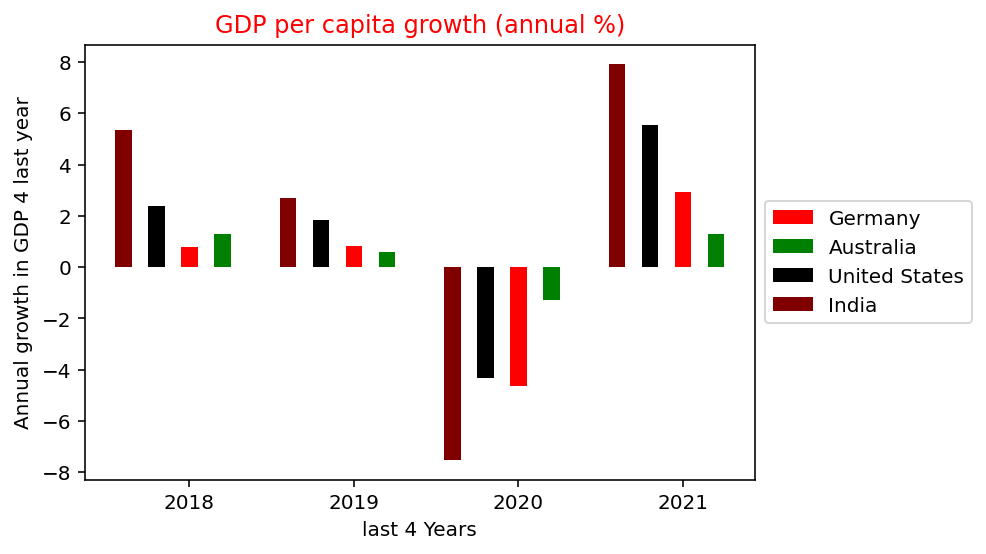 GDP per capita growth (annual %)
Annual growth in GDP 4 last year
8
6
4
2
0
−2
−4
−6
−8
2018 2019 2020 2021
last 4 Years
Germany
Australia
United States
India